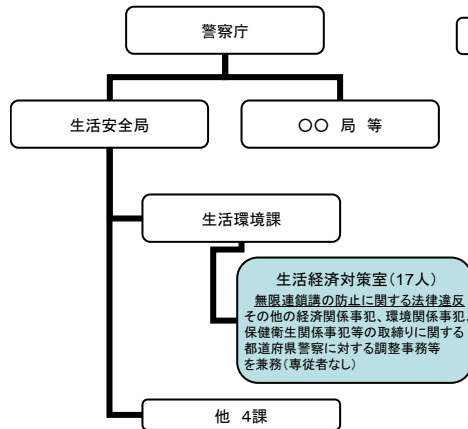 警察庁
生活安全局
〇〇 局 等
生活環境課
生活経済対策室(17人)
無限連鎖講の防止に関する法律違反
その他の経済関係事犯、環境関係事犯、
保健衛生関係事犯等の取締りに関する
都道府県警察に対する調整事務等
を兼務(専従者なし)
他 4課